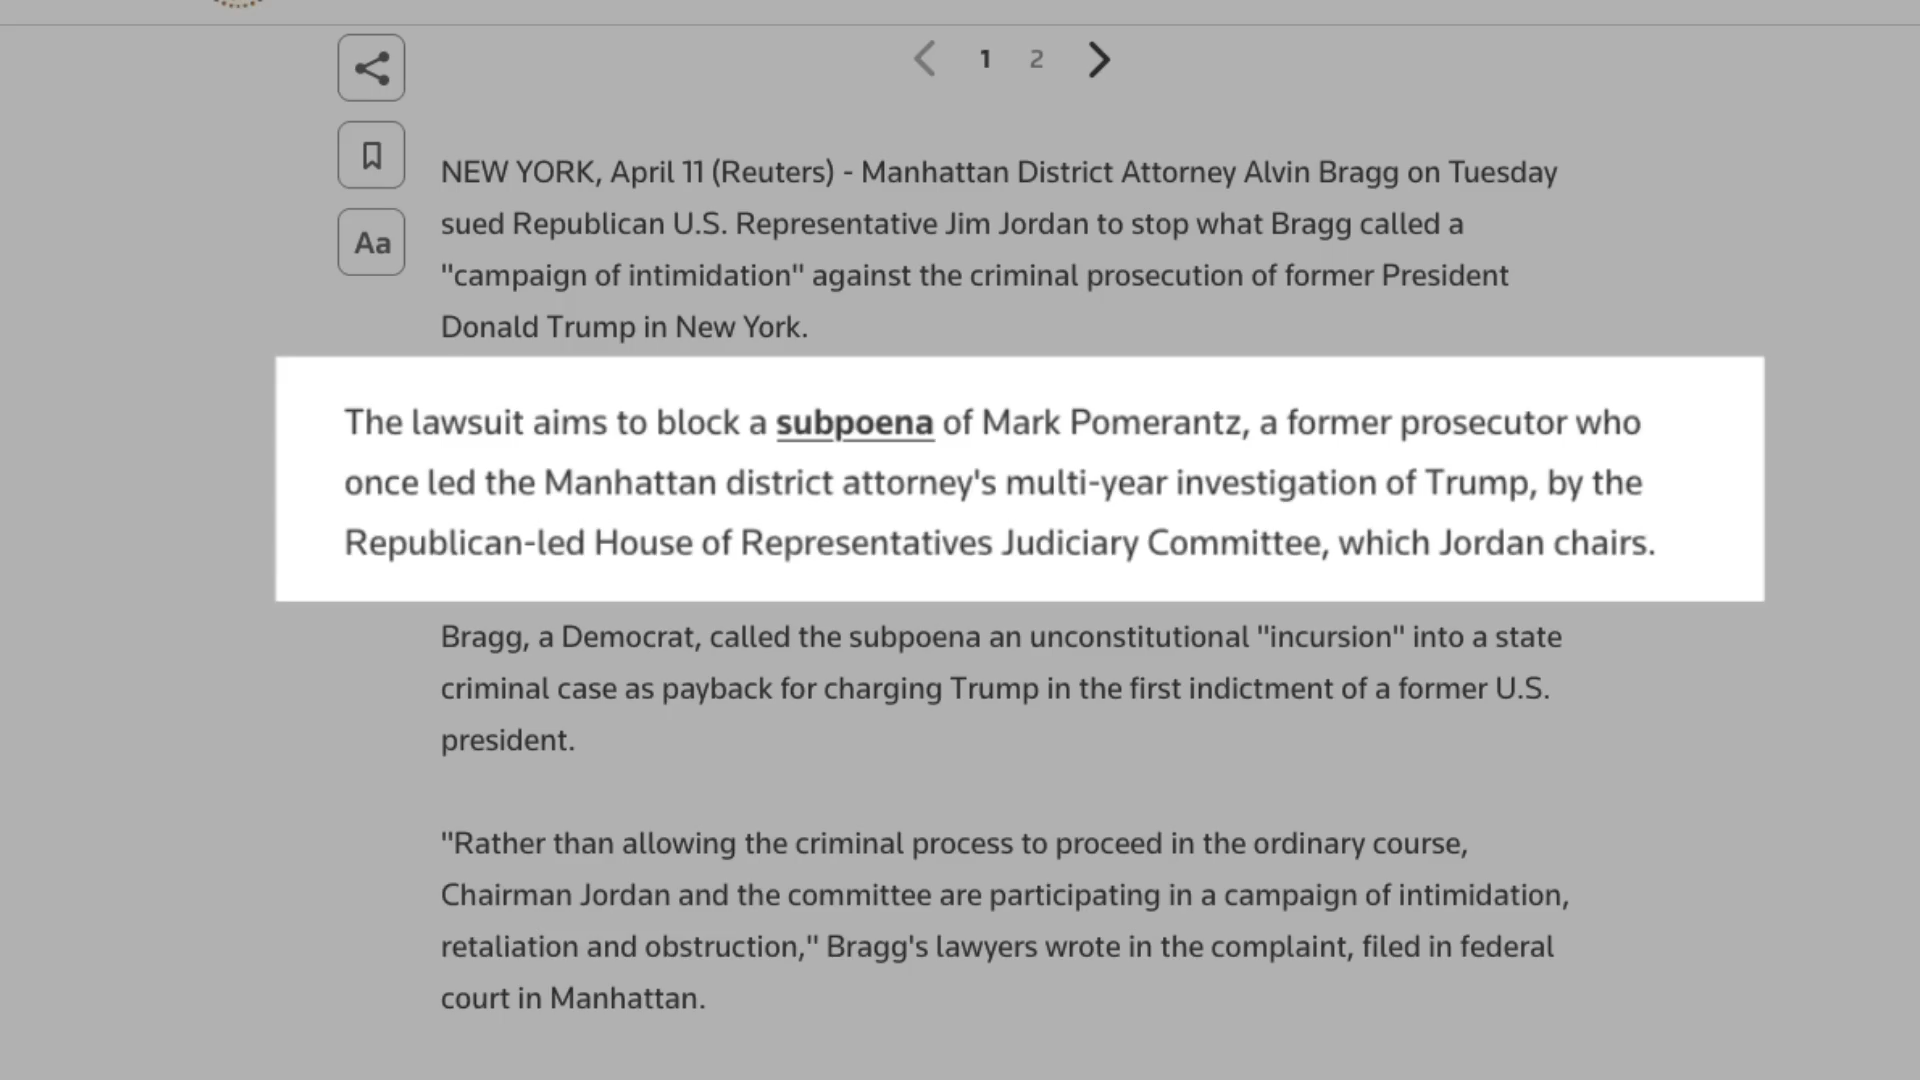 1 2
Aa
NEW YORK, April 11 (Reuters) - Manhattan District Attorney Alvin Bragg on Tuesday
sued Republican U.S. Representative Jim Jordan to stop what Bragg called a
"campaign of intimidation" against the criminal prosecution of former President
Donald Trump in New York.
The lawsuit aims to block a subpoena of Mark Pomerantz, a former prosecutor who
once led the Manhattan district attorney's multi-year investigation of Trump, by the
Republican-led House of Representatives Judiciary Committee, which Jordan chairs.
Bragg, a Democrat, called the subpoena an unconstitutional "incursion" into a state
criminal case as payback for charging Trump in the first indictment of a former U.S.
president.
"Rather than allowing the criminal process to proceed in the ordinary course,
Chairman Jordan and the committee are participating in a campaign of intimidation,
retaliation and obstruction," Bragg's lawyers wrote in the complaint, filed in federal
court in Manhattan.